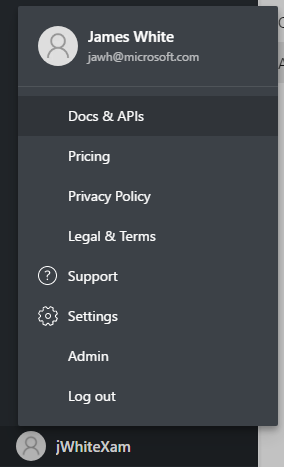 James White
jawh@microsoft.com
Docs & APIs
Pricing
Privacy Policy
Legal & Terms
? Support
Settings
Admin
Log out
jWhiteXam